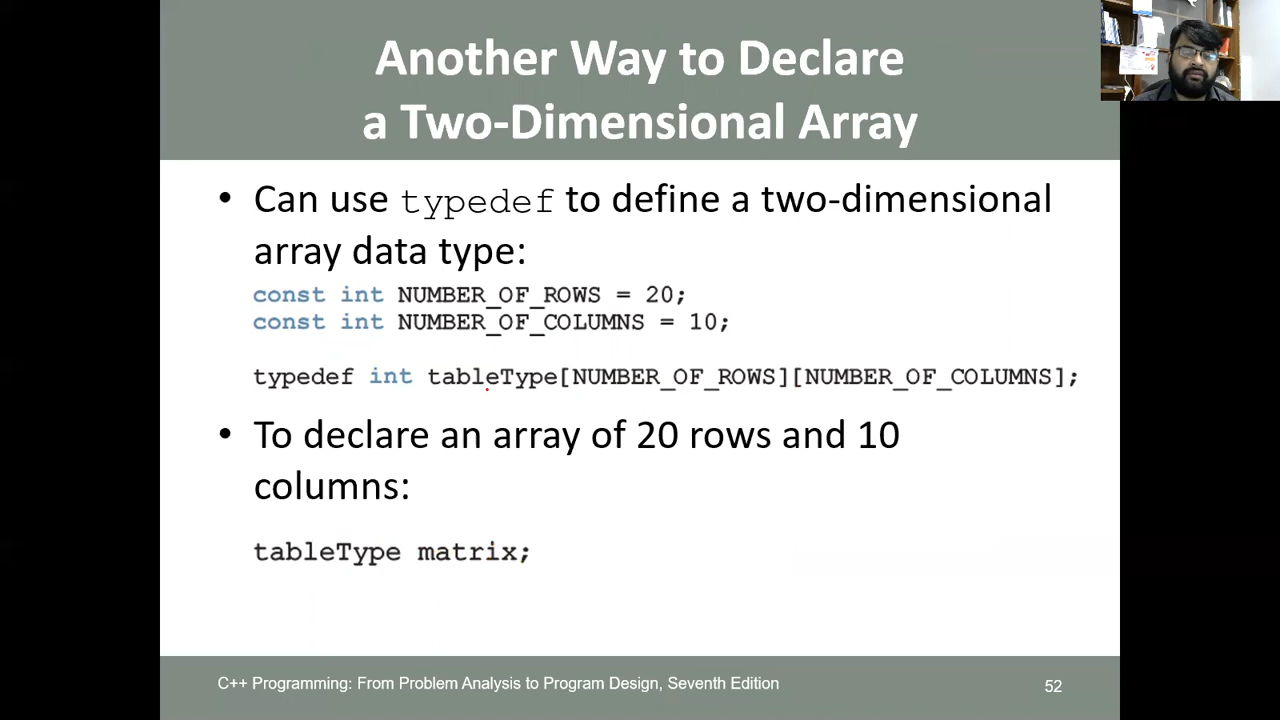 Another Way to Declare
a Two-Dimensional Array
• Can use typedef to define a two-dimensional
array data type:
const int NUMBER_OF_ROWS = 20;
const int NUMBER_OF_COLUMNS = 10;
typedef int tableType[NUMBER_OF_ROWS][NUMBER_OF_COLUMNS];
• To declare an array of 20 rows and 10
columns:
tableType matrix;
C++ Programming: From Problem Analysis to Program Design, Seventh Edition
52